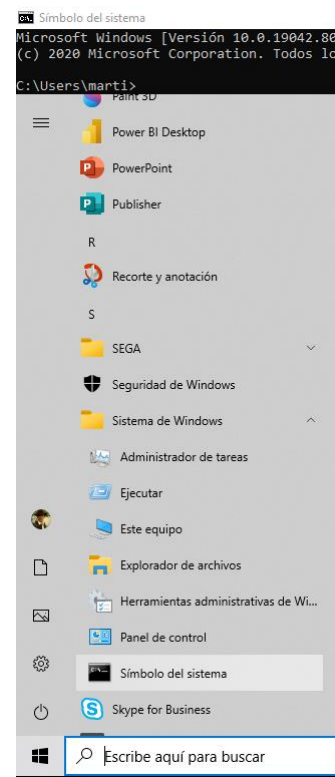 Símbolo del sistema
Microsoft Windows [Versión 10.0.19042.80
(c) 2020 Microsoft Corporation. Todos lo
C:\Users\marti>
Paint 3D
Power BI Desktop
PowerPoint
Publisher
R
Recorte y anotación
S
SEGA
Seguridad de Windows
Sistema de Windows
Administrador de tareas
Ejecutar
Este equipo
Explorador de archivos
Herramientas administrativas de Wi...
Panel de control
Símbolo del sistema
Skype for Business
Escribe aquí para buscar